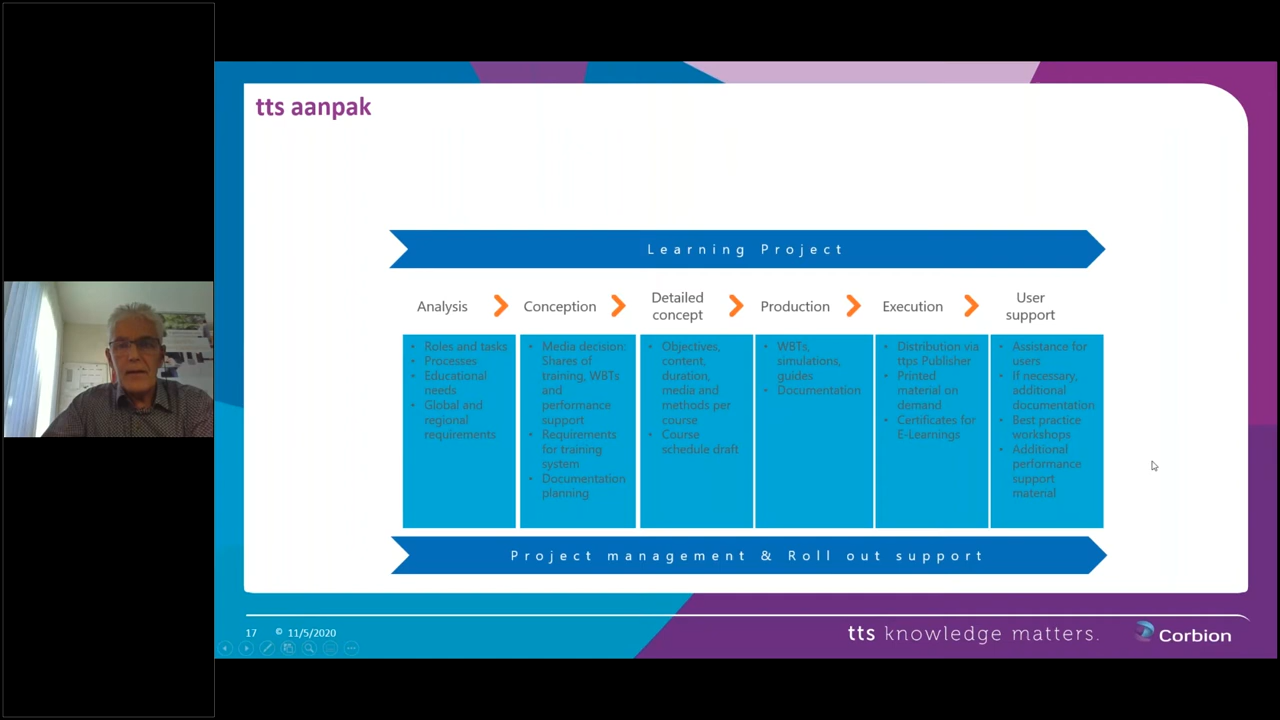 tts aanpak
Learning Project
Analysis
Conception
Detailed
concept
Production
Execution
User
support
• Roles and tasks
• Processes
• Educational
needs
• Global and
regional
requirements
• Media decision:
Shares of
training, WBTs
and
performance
support
• Requirements
for training
system
• Documentation
planning
• Objectives,
content,
duration,
media and
methods per
course
• Course
schedule draft
• WBTs,
simulations,
guides
• Documentation
• Distribution via
ttps Publisher
• Printed
material on
demand
• Certificates for
E-Learnings
• Assistance for
users
• If necessary,
additional
documentation
• Best practice
workshops
• Additional
performance
support
material
Project management & Roll out support
17 © 11/5/2020
tts knowledge matters.
Corbion